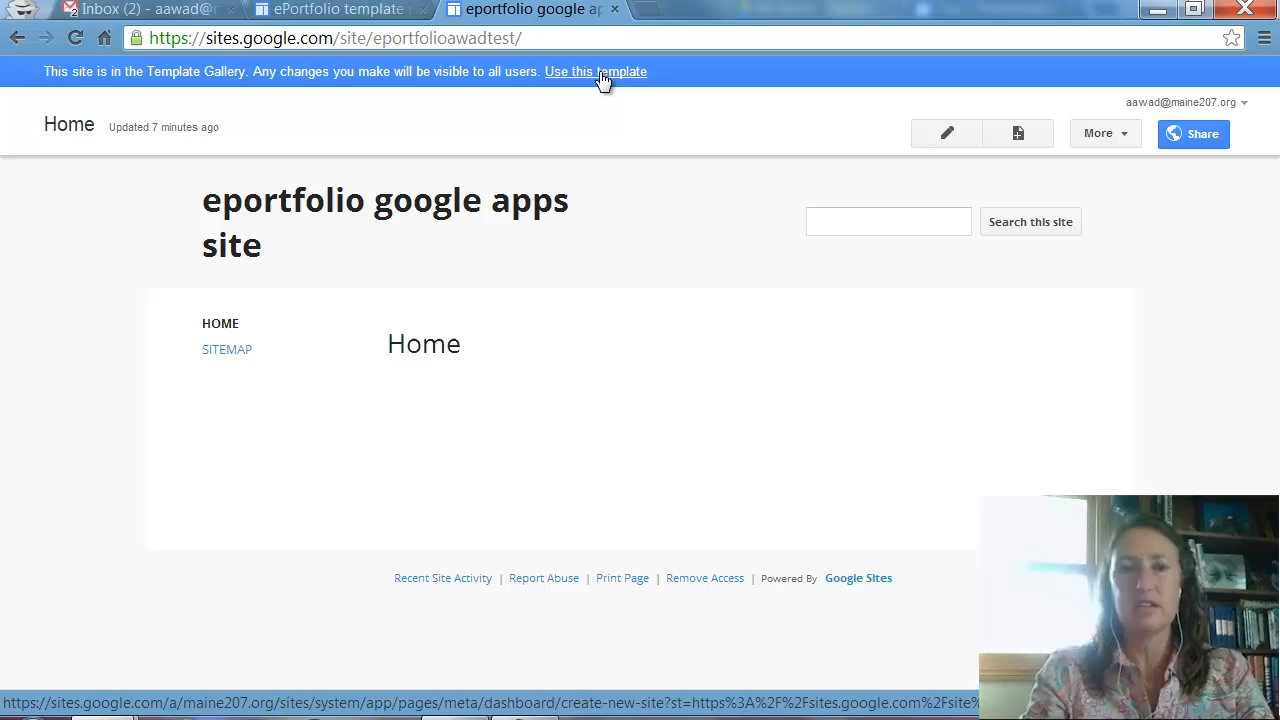 Inbox (2) - aawad@
ePortfolio template
eportfolio google ap
https://sites.google.com/site/eportfolioawadtest/
This site is in the Template Gallery. Any changes you make will be visible to all users. Use this template
aawad@maine207.org
Home Updated 7 minutes ago
More
Share
eportfolio google apps
site
Search this site
HOME
SITEMAP
Home
Recent Site Activity | Report Abuse | Print Page | Remove Access | Powered By Google Sites
https://sites.google.com/a/maine207.org/sites/system/app/pages/meta/dashboard/create-new-site?st=https%3A%2F%2Fsites.google.com%2Fsite%